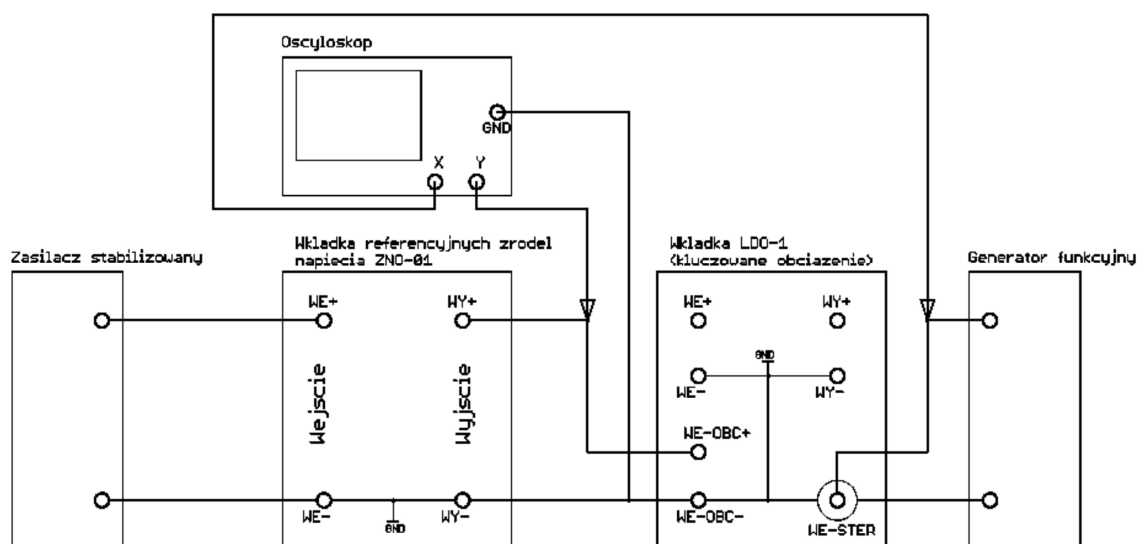 Oscyloskop
GND
X Y
Zasilacz stabilizowany
Wkladka referencyjnych zrodel
napiecia ZNO-01
Wkladka LDO-1
(kluczowane obciazenie)
Generator funkcyjny
WE+
WY+
WE+
WY+
Wejscie
Wyjscie
GND
WE-
WY-
WE-OBC+
WE-
GND
WY-
WE-OBC-
WE-STER